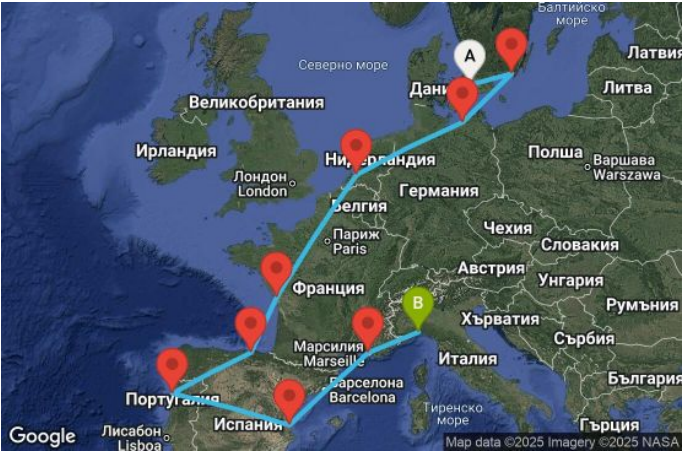 Балтийско
море
Северно море
Латвия
A
Дани
Литва
Великобритания
Ирландия
Нидерландия
Полша
Варшава
Warszawa
Лондон
London
Германия
Белгия
Париж
Paris
Чехия
Словакия
Австрия
Унгария
Франция
B
Румъния
Хърватия
Марсилия
Marseille
Сърбия
Италия
Барселона
Barcelona
България
Португалия
Тиренско
море
Испания
Гърция
Лисабон
Lisboa
Google
Map data ©2025 Imagery ©2025 NASA